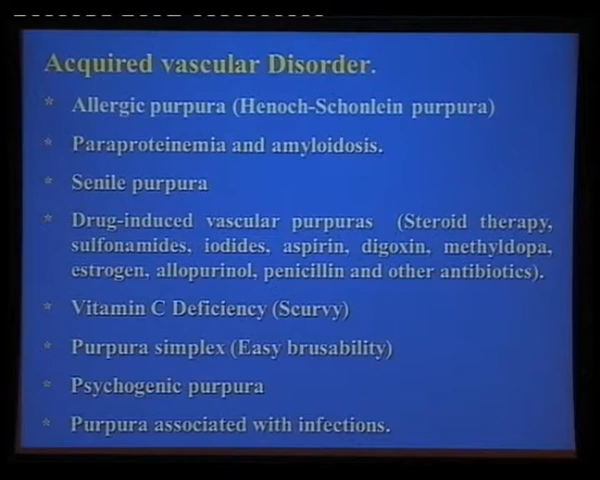 Acquired vascular Disorder.
* Allergic purpura (Henoch-Schonlein purpura)
* Paraproteinemia and amyloidosis.
* Senile purpura
* Drug-induced vascular purpuras (Steroid therapy,
sulfonamides, iodides, aspirin, digoxin, methyldopa,
estrogen, allopurinol, penicillin and other antibiotics).
* Vitamin C Deficiency (Scurvy)
* Purpura simplex (Easy brusability)
* Psychogenic purpura
* Purpura associated with infections.